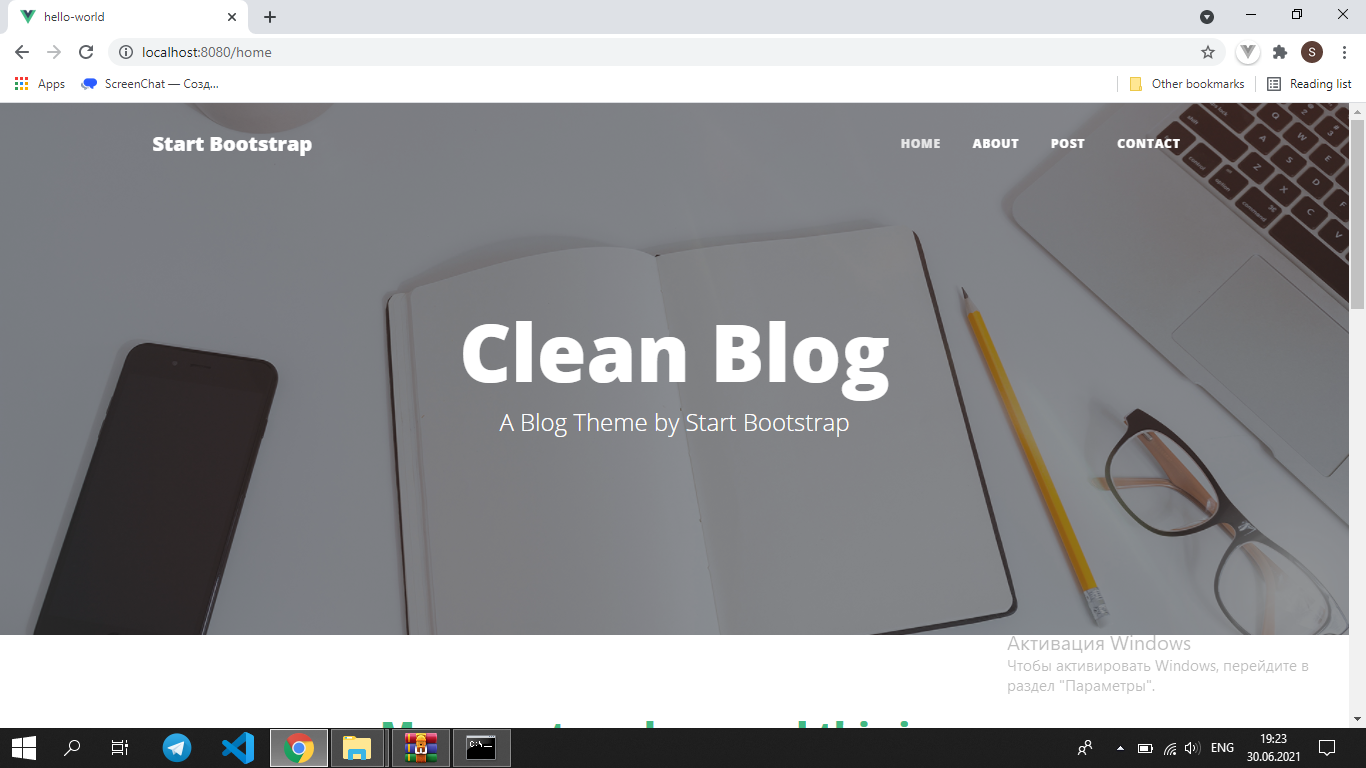 hello-world
localhost:8080/home
S
Apps
ScreenChat — Созд...
Other bookmarks
Reading list
Start Bootstrap
HOME
ABOUT
POST
CONTACT
Clean Blog
A Blog Theme by Start Bootstrap
Активация Windows
Чтобы активировать Windows, перейдите в
раздел "Параметры".
ENG
19:23
30.06.2021